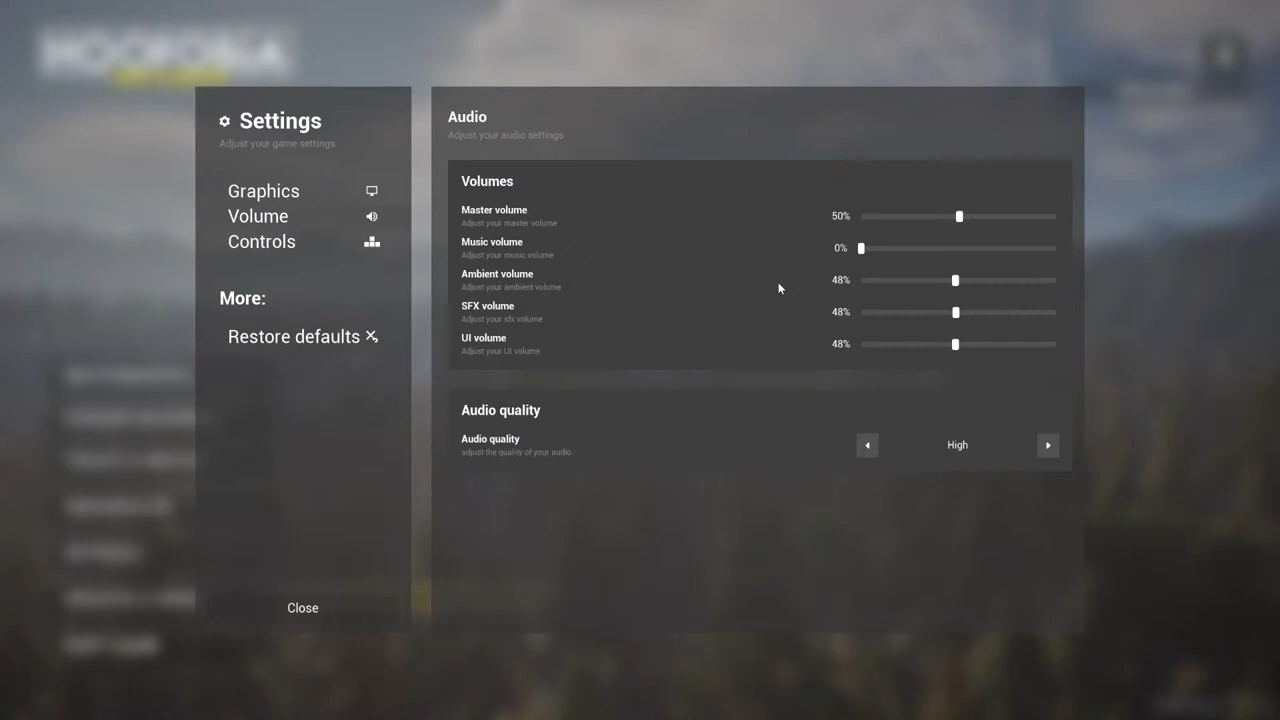 Settings
Adjust your game settings
Graphics
Volume
Controls
More:
Restore defaults
Close
Audio
Adjust your audio settings
Volumes
Master volume
Adjust your master volume
50%
Music volume
Adjust your music volume
0%
Ambient volume
Adjust your ambient volume
48%
SFX volume
Adjust your sfx volume
48%
UI volume
Adjust your UI volume
48%
Audio quality
Audio quality
adjust the quality of your audio
High